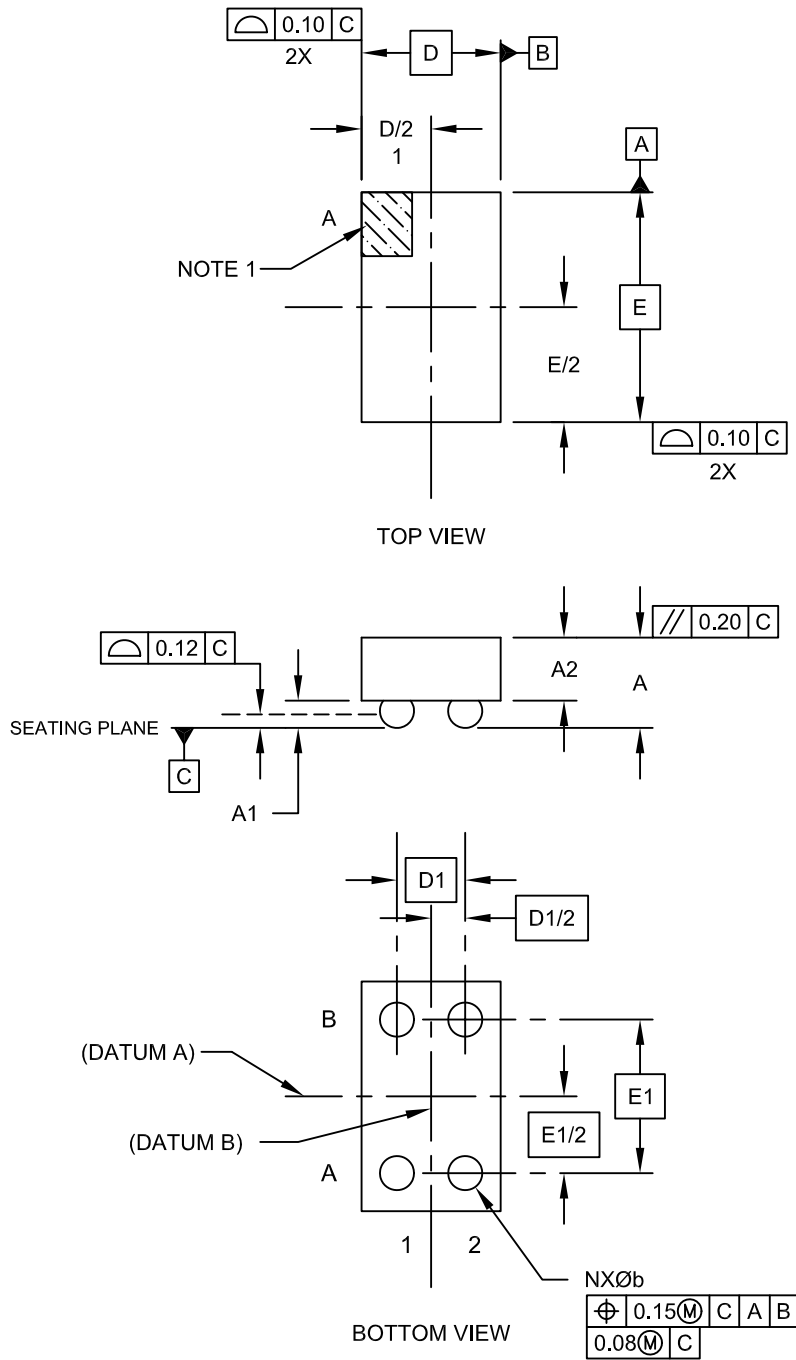 ⌓ 0.10 C
2X
D
B
D/2
1
A
A
NOTE 1
E
E/2
⌓ 0.10 C
2X
TOP VIEW
⌓ 0.12 C
// 0.20 C
A2
A
SEATING PLANE
C
A1
D1
D1/2
B
(DATUM A)
E1
(DATUM B)
E1/2
A
1 2
NXØb
⌖ 0.15Ⓜ C A B
0.08Ⓜ C
BOTTOM VIEW